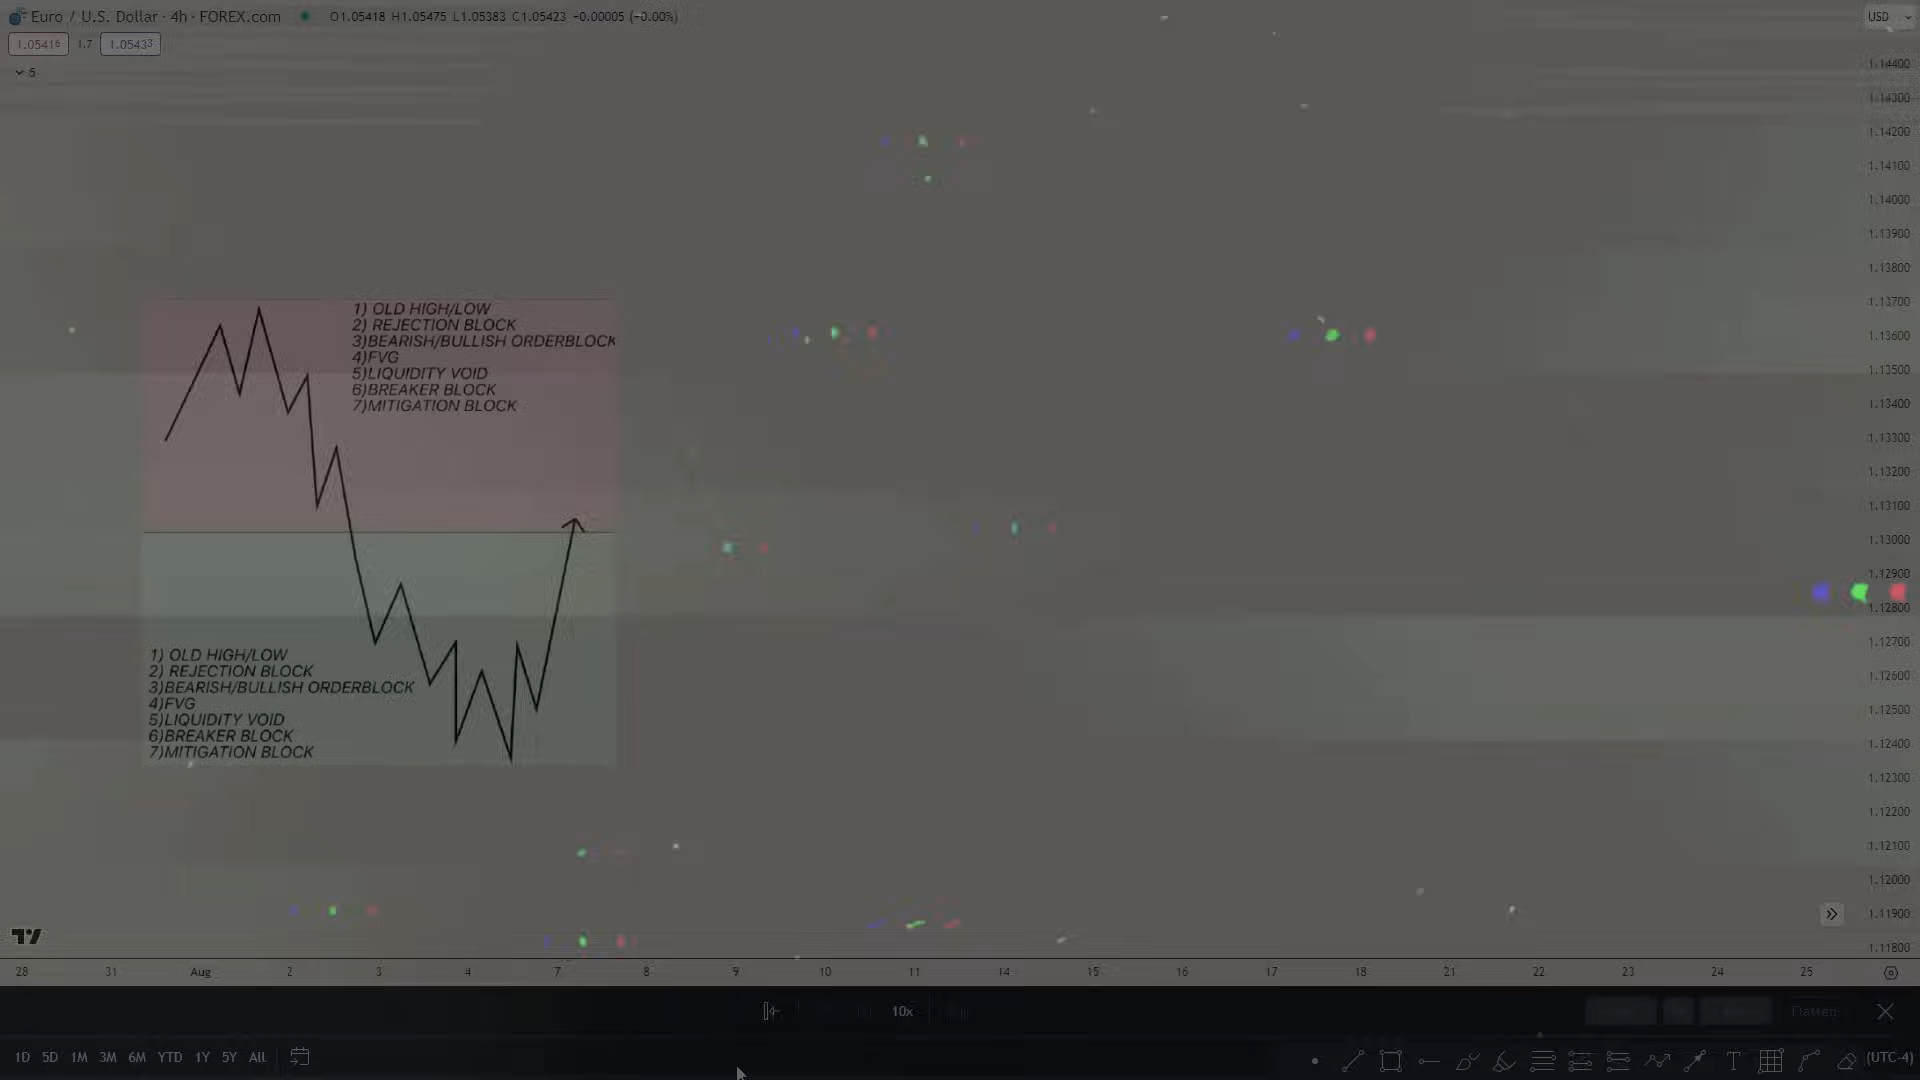 Euro / U.S. Dollar · 4h · FOREX.com O1.05418 H1.05475 L1.05383 C1.05423 −0.00005 (−0.00%)
USD
1.05416 1.7 1.05433
5
1.14400
1.14300
1.14200
1.14100
1.14000
1.13900
1.13800
1.13700
1.13600
1.13500
1.13400
1.13300
1.13200
1.13100
1.13000
1.12900
1.12800
1.12700
1.12600
1.12500
1.12400
1.12300
1.12200
1.12100
1.12000
1.11900
1.11800
1) OLD HIGH/LOW
2) REJECTION BLOCK
3)BEARISH/BULLISH ORDERBLOCK
4)FVG
5)LIQUIDITY VOID
6)BREAKER BLOCK
7)MITIGATION BLOCK
1) OLD HIGH/LOW
2) REJECTION BLOCK
3)BEARISH/BULLISH ORDERBLOCK
4)FVG
5)LIQUIDITY VOID
6)BREAKER BLOCK
7)MITIGATION BLOCK
28 31 Aug 2 3 4 7 8 9 10 11 14 15 16 17 18 21 22 23 24 25
10x Flatten
1D 5D 1M 3M 6M YTD 1Y 5Y All (UTC-4)